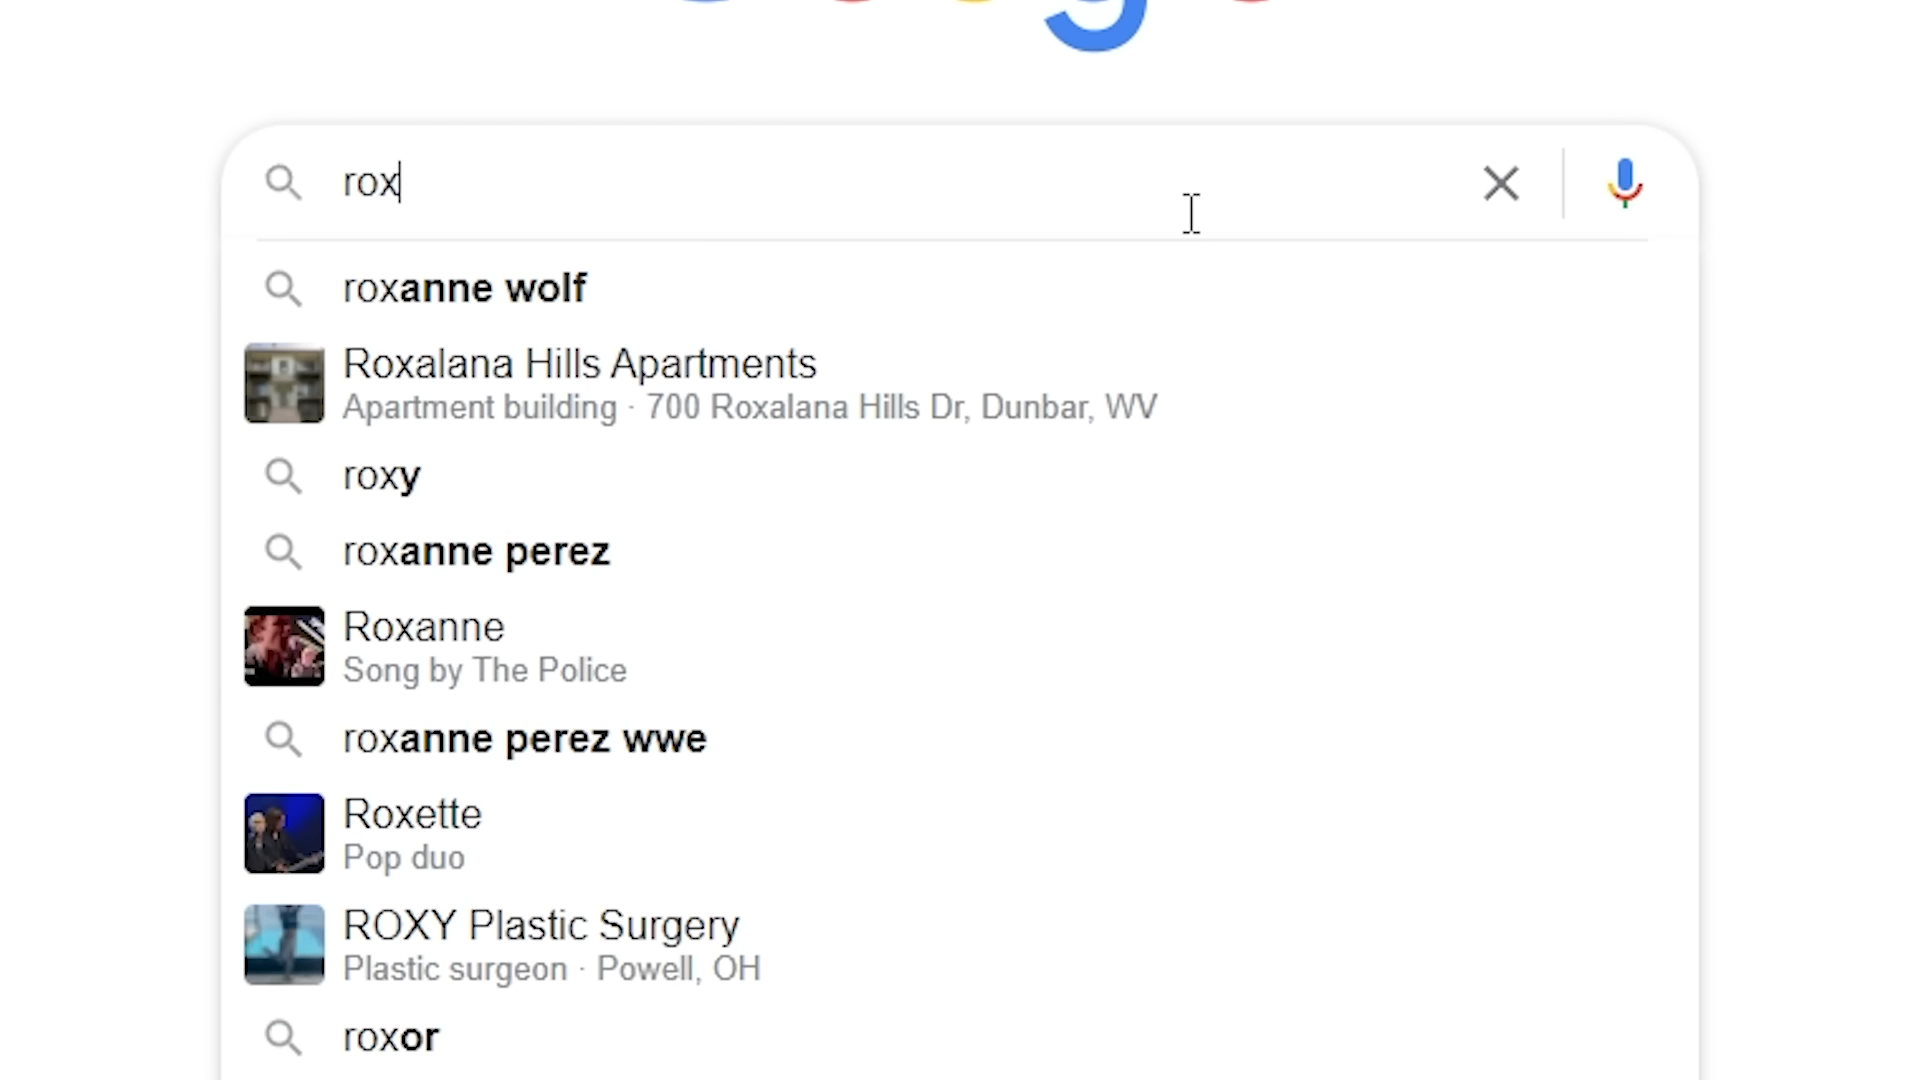 rox
roxanne wolf
Roxalana Hills Apartments
Apartment building · 700 Roxalana Hills Dr, Dunbar, WV
roxy
roxanne perez
Roxanne
Song by The Police
roxanne perez wwe
Roxette
Pop duo
ROXY Plastic Surgery
Plastic surgeon · Powell, OH
roxor